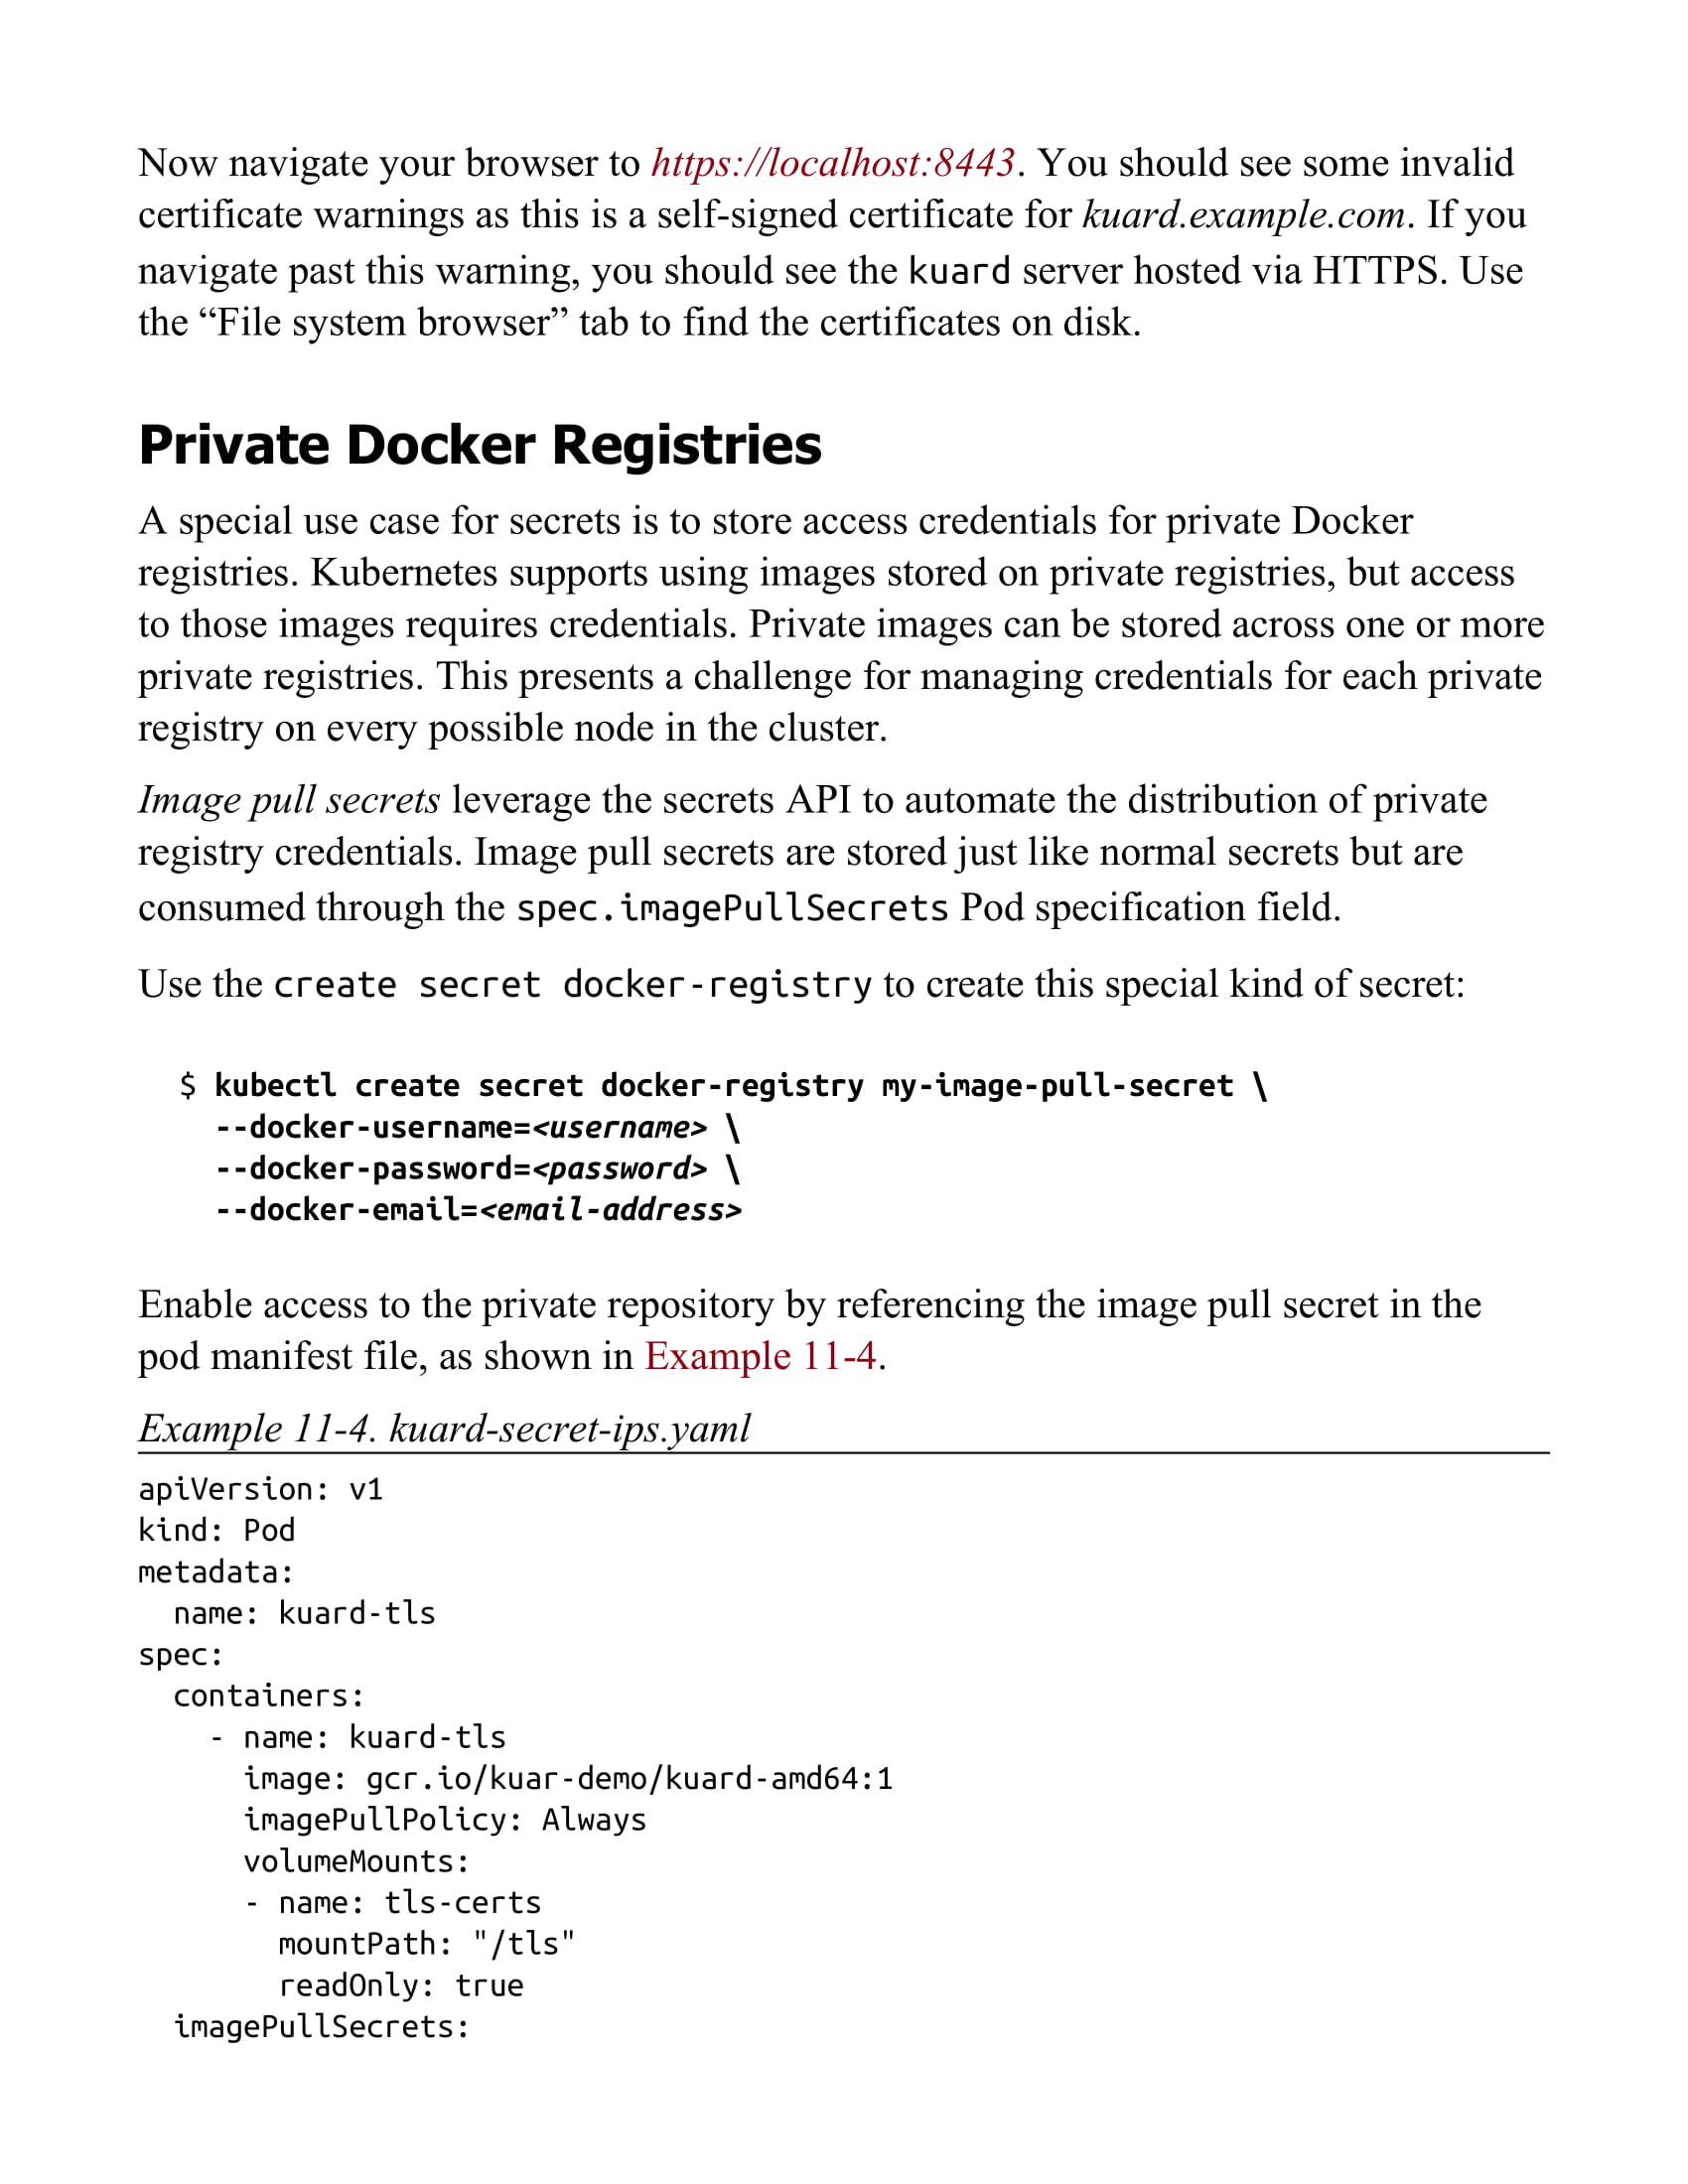 Now navigate your browser to https://localhost:8443. You should see some invalid
certificate warnings as this is a self-signed certificate for kuard.example.com. If you
navigate past this warning, you should see the kuard server hosted via HTTPS. Use
the “File system browser” tab to find the certificates on disk.
Private Docker Registries
A special use case for secrets is to store access credentials for private Docker
registries. Kubernetes supports using images stored on private registries, but access
to those images requires credentials. Private images can be stored across one or more
private registries. This presents a challenge for managing credentials for each private
registry on every possible node in the cluster.
Image pull secrets leverage the secrets API to automate the distribution of private
registry credentials. Image pull secrets are stored just like normal secrets but are
consumed through the spec.imagePullSecrets Pod specification field.
Use the create secret docker-registry to create this special kind of secret:
$ kubectl create secret docker-registry my-image-pull-secret \
  --docker-username=<username> \
  --docker-password=<password> \
  --docker-email=<email-address>
Enable access to the private repository by referencing the image pull secret in the
pod manifest file, as shown in Example 11-4.
Example 11-4. kuard-secret-ips.yaml
apiVersion: v1
kind: Pod
metadata:
  name: kuard-tls
spec:
  containers:
    - name: kuard-tls
      image: gcr.io/kuar-demo/kuard-amd64:1
      imagePullPolicy: Always
      volumeMounts:
      - name: tls-certs
        mountPath: "/tls"
        readOnly: true
  imagePullSecrets: